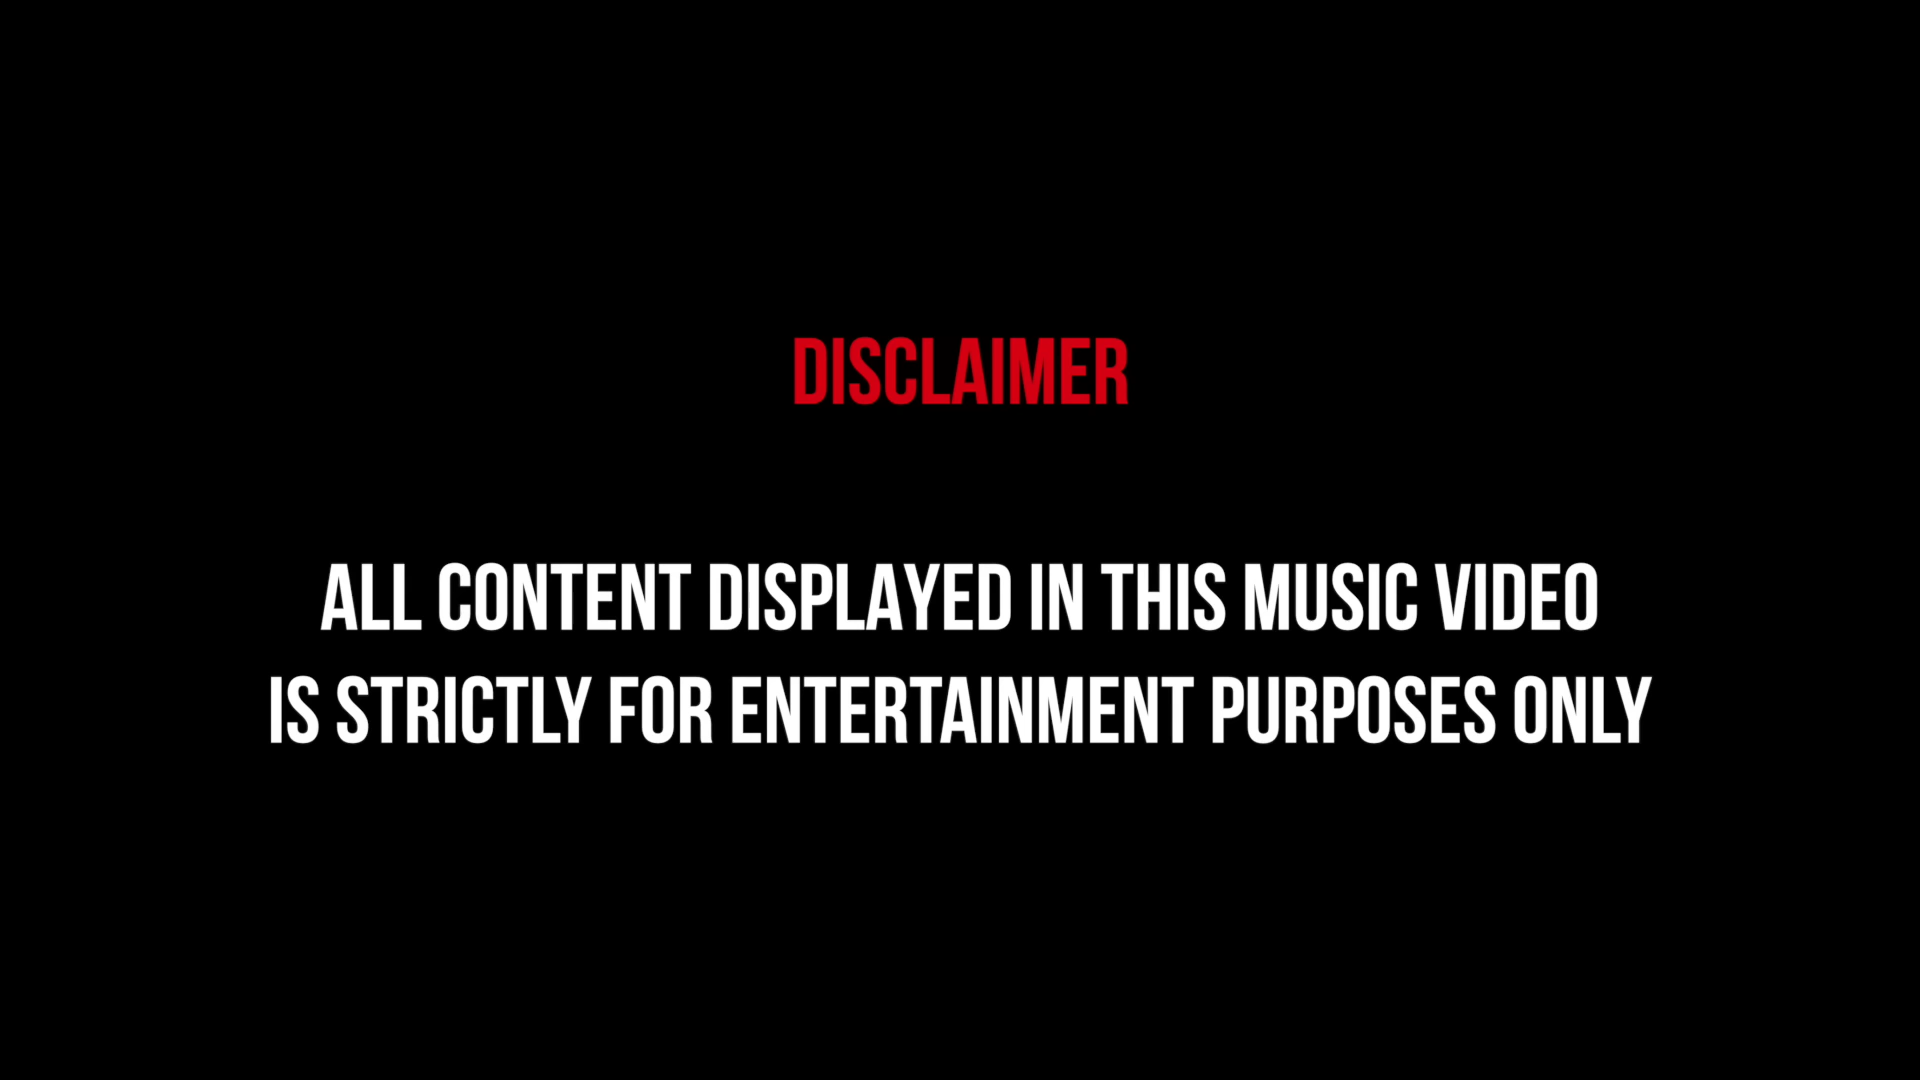 DISCLAIMER
ALL CONTENT DISPLAYED IN THIS MUSIC VIDEO
IS STRICTLY FOR ENTERTAINMENT PURPOSES ONLY